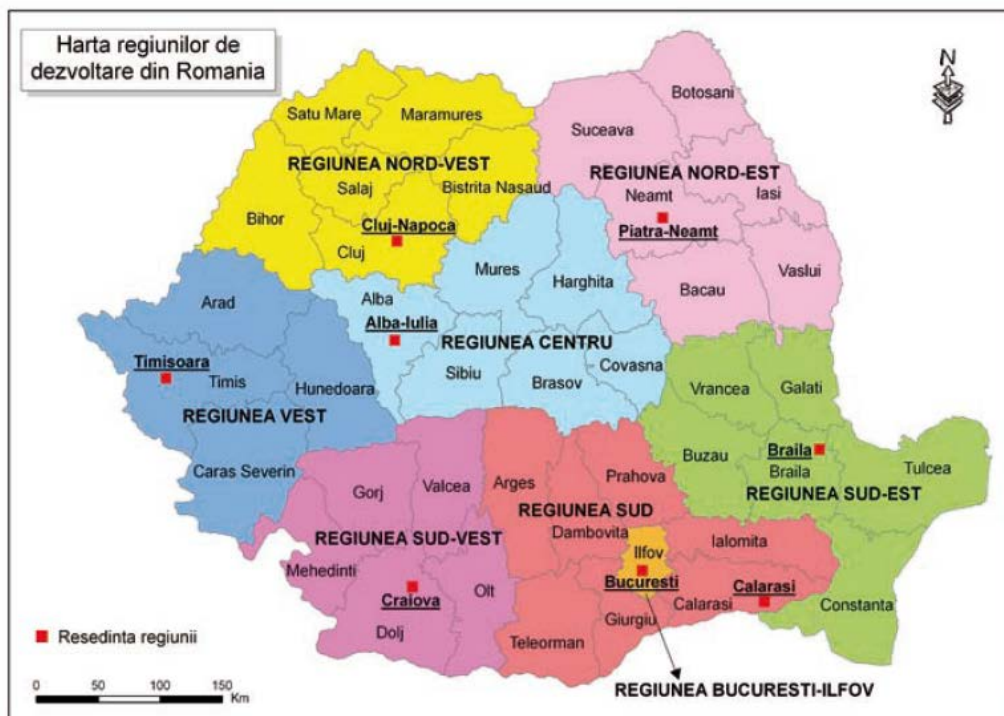 Harta regiunilor de
dezvoltare din Romania
N
Botosani
Satu Mare
Maramures
Suceava
REGIUNEA NORD-VEST
REGIUNEA NORD-EST
Salaj
Bistrita Nasaud
Neamt
Iasi
Bihor
Cluj-Napoca
Piatra-Neamt
Cluj
Mures
Harghita
Vaslui
Bacau
Arad
Alba
Alba-Iulia
REGIUNEA CENTRU
Timisoara
Timis
Hunedoara
Sibiu
Brasov
Covasna
Vrancea
Galati
REGIUNEA VEST
Buzau
Braila
Braila
Tulcea
Caras Severin
Gorj
Valcea
Arges
Prahova
REGIUNEA SUD-EST
REGIUNEA SUD
Dambovita
REGIUNEA SUD-VEST
Ilfov
Ialomita
Mehedinti
Olt
Bucuresti
Calarasi
Craiova
Calarasi
Constanta
Giurgiu
Dolj
Teleorman
Resedinta regiunii
REGIUNEA BUCURESTI-ILFOV
0 50 100 150
Km